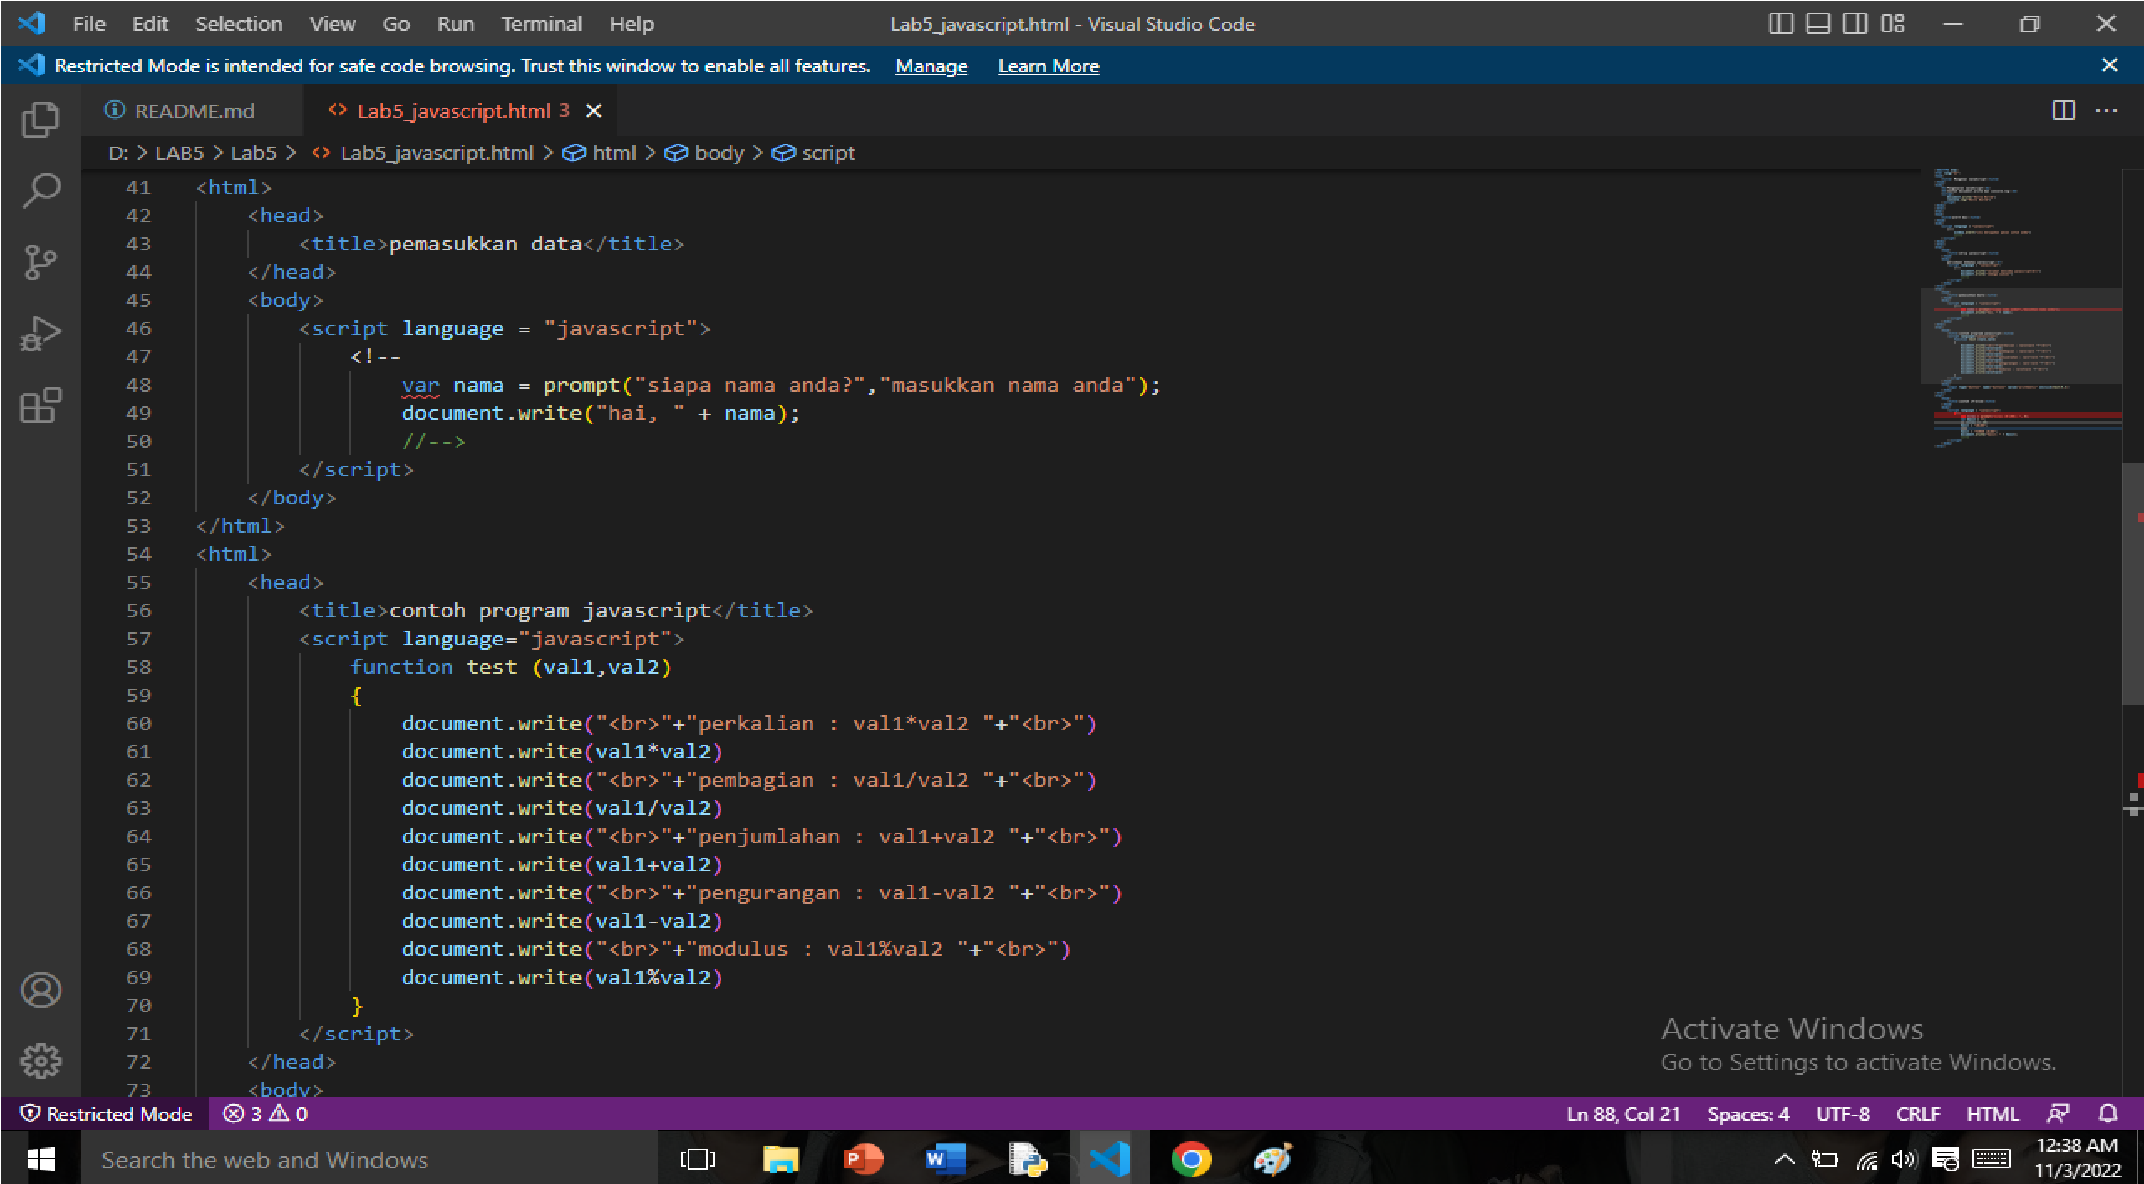 File Edit Selection View Go Run Terminal Help Lab5_javascript.html - Visual Studio Code
Restricted Mode is intended for safe code browsing. Trust this window to enable all features. Manage Learn More
README.md Lab5_javascript.html 3
D: > LAB5 > Lab5 > Lab5_javascript.html > html > body > script
41 <html>
42 <head>
43 <title>pemasukkan data</title>
44 </head>
45 <body>
46 <script language = "javascript">
47 <!--
48 var nama = prompt("siapa nama anda?","masukkan nama anda");
49 document.write("hai, " + nama);
50 //-->
51 </script>
52 </body>
53 </html>
54 <html>
55 <head>
56 <title>contoh program javascript</title>
57 <script language="javascript">
58 function test (val1,val2)
59 {
60 document.write("<br>"+"perkalian : val1*val2 "+"<br>")
61 document.write(val1*val2)
62 document.write("<br>"+"pembagian : val1/val2 "+"<br>")
63 document.write(val1/val2)
64 document.write("<br>"+"penjumlahan : val1+val2 "+"<br>")
65 document.write(val1+val2)
66 document.write("<br>"+"pengurangan : val1-val2 "+"<br>")
67 document.write(val1-val2)
68 document.write("<br>"+"modulus : val1%val2 "+"<br>")
69 document.write(val1%val2)
70 }
71 </script>
72 </head>
73 <body>
Activate Windows
Go to Settings to activate Windows.
Restricted Mode 3 0 Ln 88, Col 21 Spaces: 4 UTF-8 CRLF HTML
Search the web and Windows
12:38 AM
11/3/2022